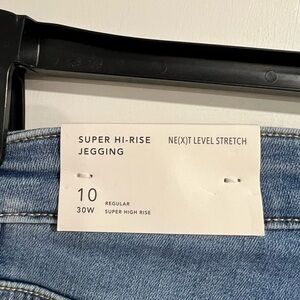 SUPER HI-RISE
JEGGING
NE(X)T LEVEL STRETCH
10
30W
REGULAR
SUPER HIGH RISE